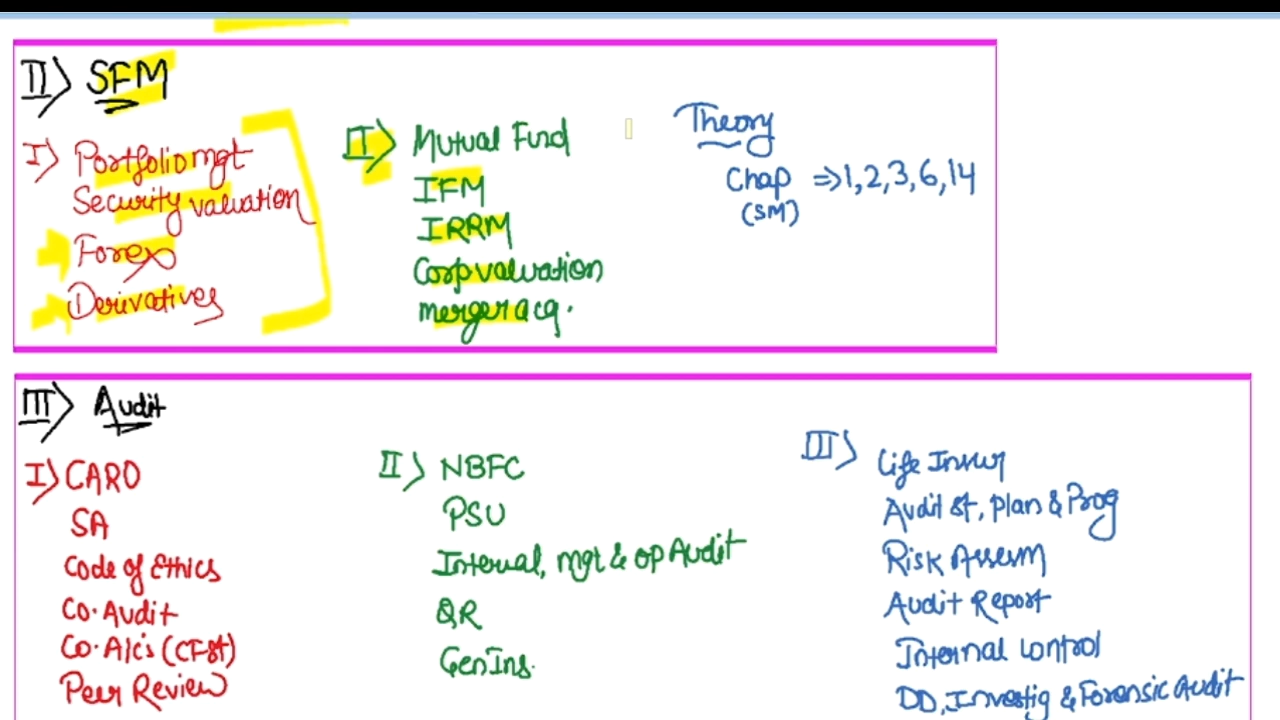 II) SFM
I) Portfolio mgt
Security valuation
Forex
Derivatives
II) Mutual Fund
IFM
IRRM
Corp valuation
merger acq.
Theory
Chap ⇒ 1, 2, 3, 6, 14
(SM)
III) Audit
I) CARO
SA
Code of Ethics
Co. Audit
Co. A/c's (CF st)
Peer Review
II) NBFC
PSU
Internal, mgt & op Audit
QR
Gen Ins.
III) Life Insur
Audit st, Plan & Prog
Risk Assesm
Audit Report
Internal control
DD, Investig & Forensic Audit